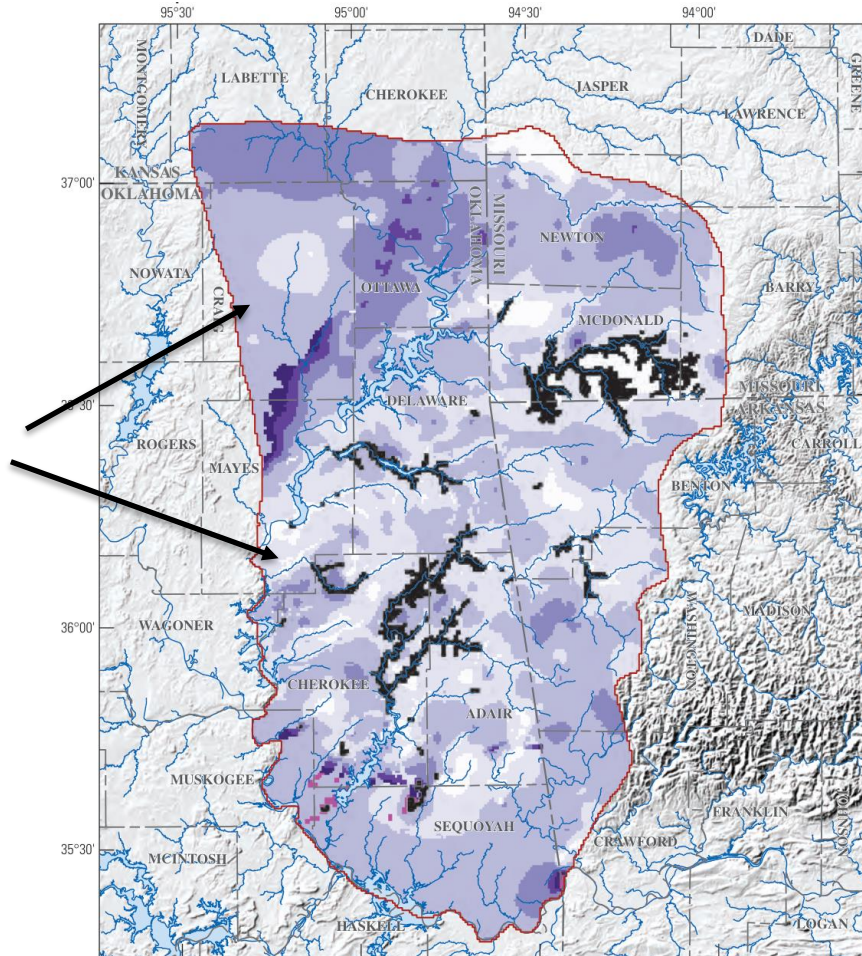 95°30'
95°00'
94°30'
94°00'
DADE
MONTGOMERY
LABETTE
CHEROKEE
JASPER
GREENE
LAWRENCE
KANSAS
37°00'
OKLAHOMA
MISSOURI
OKLAHOMA
NEWTON
NOWATA
CRAIG
OTTAWA
BARRY
MCDONALD
MISSOURI
ARKANSAS
DELAWARE
ROGERS
CARROLL
MAYES
BENTON
WASHINGTON
MADISON
36°00'
WAGONER
CHEROKEE
ADAIR
MUSKOGEE
FRANKLIN
SEQUOYAH
CRAWFORD
35°30'
MCINTOSH
HASKELL
LOGAN